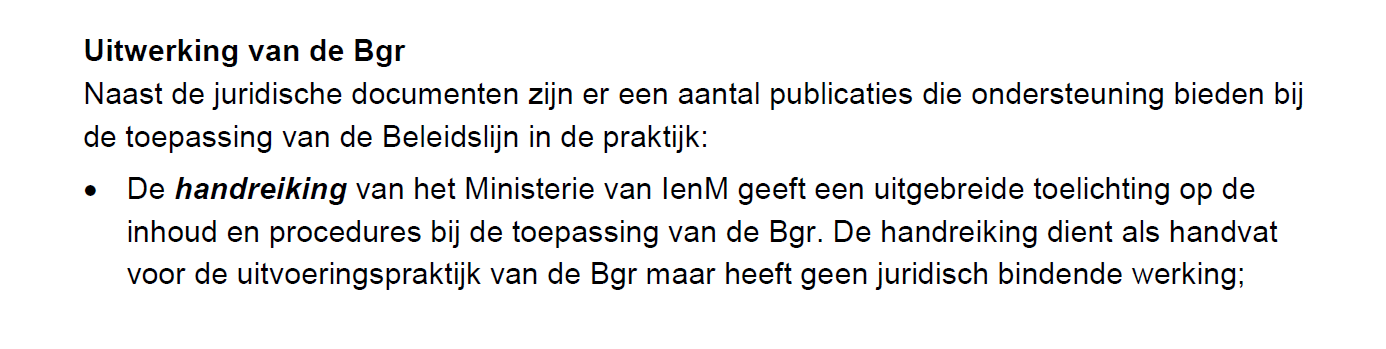 Uitwerking van de Bgr
Naast de juridische documenten zijn er een aantal publicaties die ondersteuning bieden bij
de toepassing van de Beleidslijn in de praktijk:
• De handreiking van het Ministerie van IenM geeft een uitgebreide toelichting op de
inhoud en procedures bij de toepassing van de Bgr. De handreiking dient als handvat
voor de uitvoeringspraktijk van de Bgr maar heeft geen juridisch bindende werking;